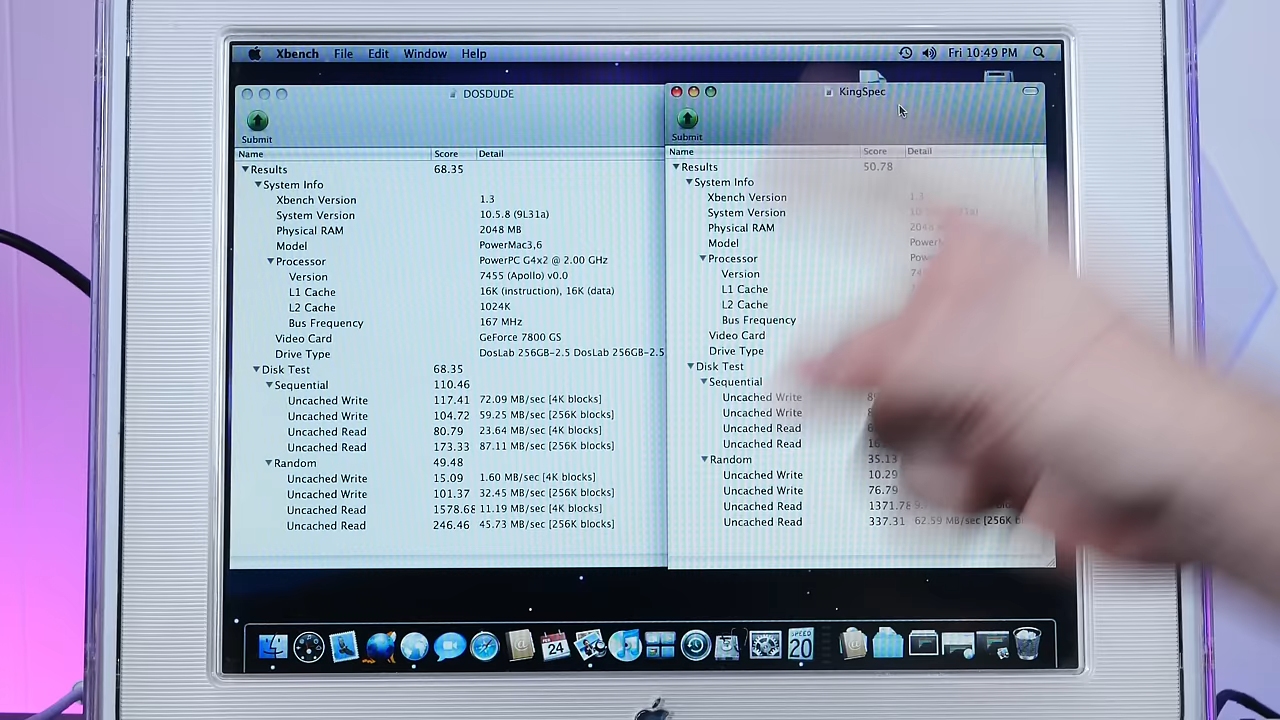 Xbench File Edit Window Help Fri 10:49 PM
DOSDUDE
Submit
Name Score Detail
Results 68.35
System Info
Xbench Version 1.3
System Version 10.5.8 (9L31a)
Physical RAM 2048 MB
Model PowerMac3,6
Processor PowerPC G4x2 @ 2.00 GHz
Version 7455 (Apollo) v0.0
L1 Cache 16K (instruction), 16K (data)
L2 Cache 1024K
Bus Frequency 167 MHz
Video Card GeForce 7800 GS
Drive Type DosLab 256GB-2.5 DosLab 256GB-2.5
Disk Test 68.35
Sequential 110.46
Uncached Write 117.41 72.09 MB/sec [4K blocks]
Uncached Write 104.72 59.25 MB/sec [256K blocks]
Uncached Read 80.79 23.64 MB/sec [4K blocks]
Uncached Read 173.33 87.11 MB/sec [256K blocks]
Random 49.48
Uncached Write 15.09 1.60 MB/sec [4K blocks]
Uncached Write 101.37 32.45 MB/sec [256K blocks]
Uncached Read 1578.68 11.19 MB/sec [4K blocks]
Uncached Read 246.46 45.73 MB/sec [256K blocks]
KingSpec
Submit
Name Score Detail
Results 50.78
System Info
Xbench Version 1.3
System Version
Physical RAM 2048
Model
Processor
Version
L1 Cache
L2 Cache
Bus Frequency
Video Card
Drive Type
Disk Test
Sequential
Uncached Write
Uncached Write
Uncached Read
Uncached Read
Random 35.13
Uncached Write 10.29
Uncached Write 76.79
Uncached Read 1371.78
Uncached Read 337.31 62.59 MB/sec [256K
FEB
24
SPEED
20